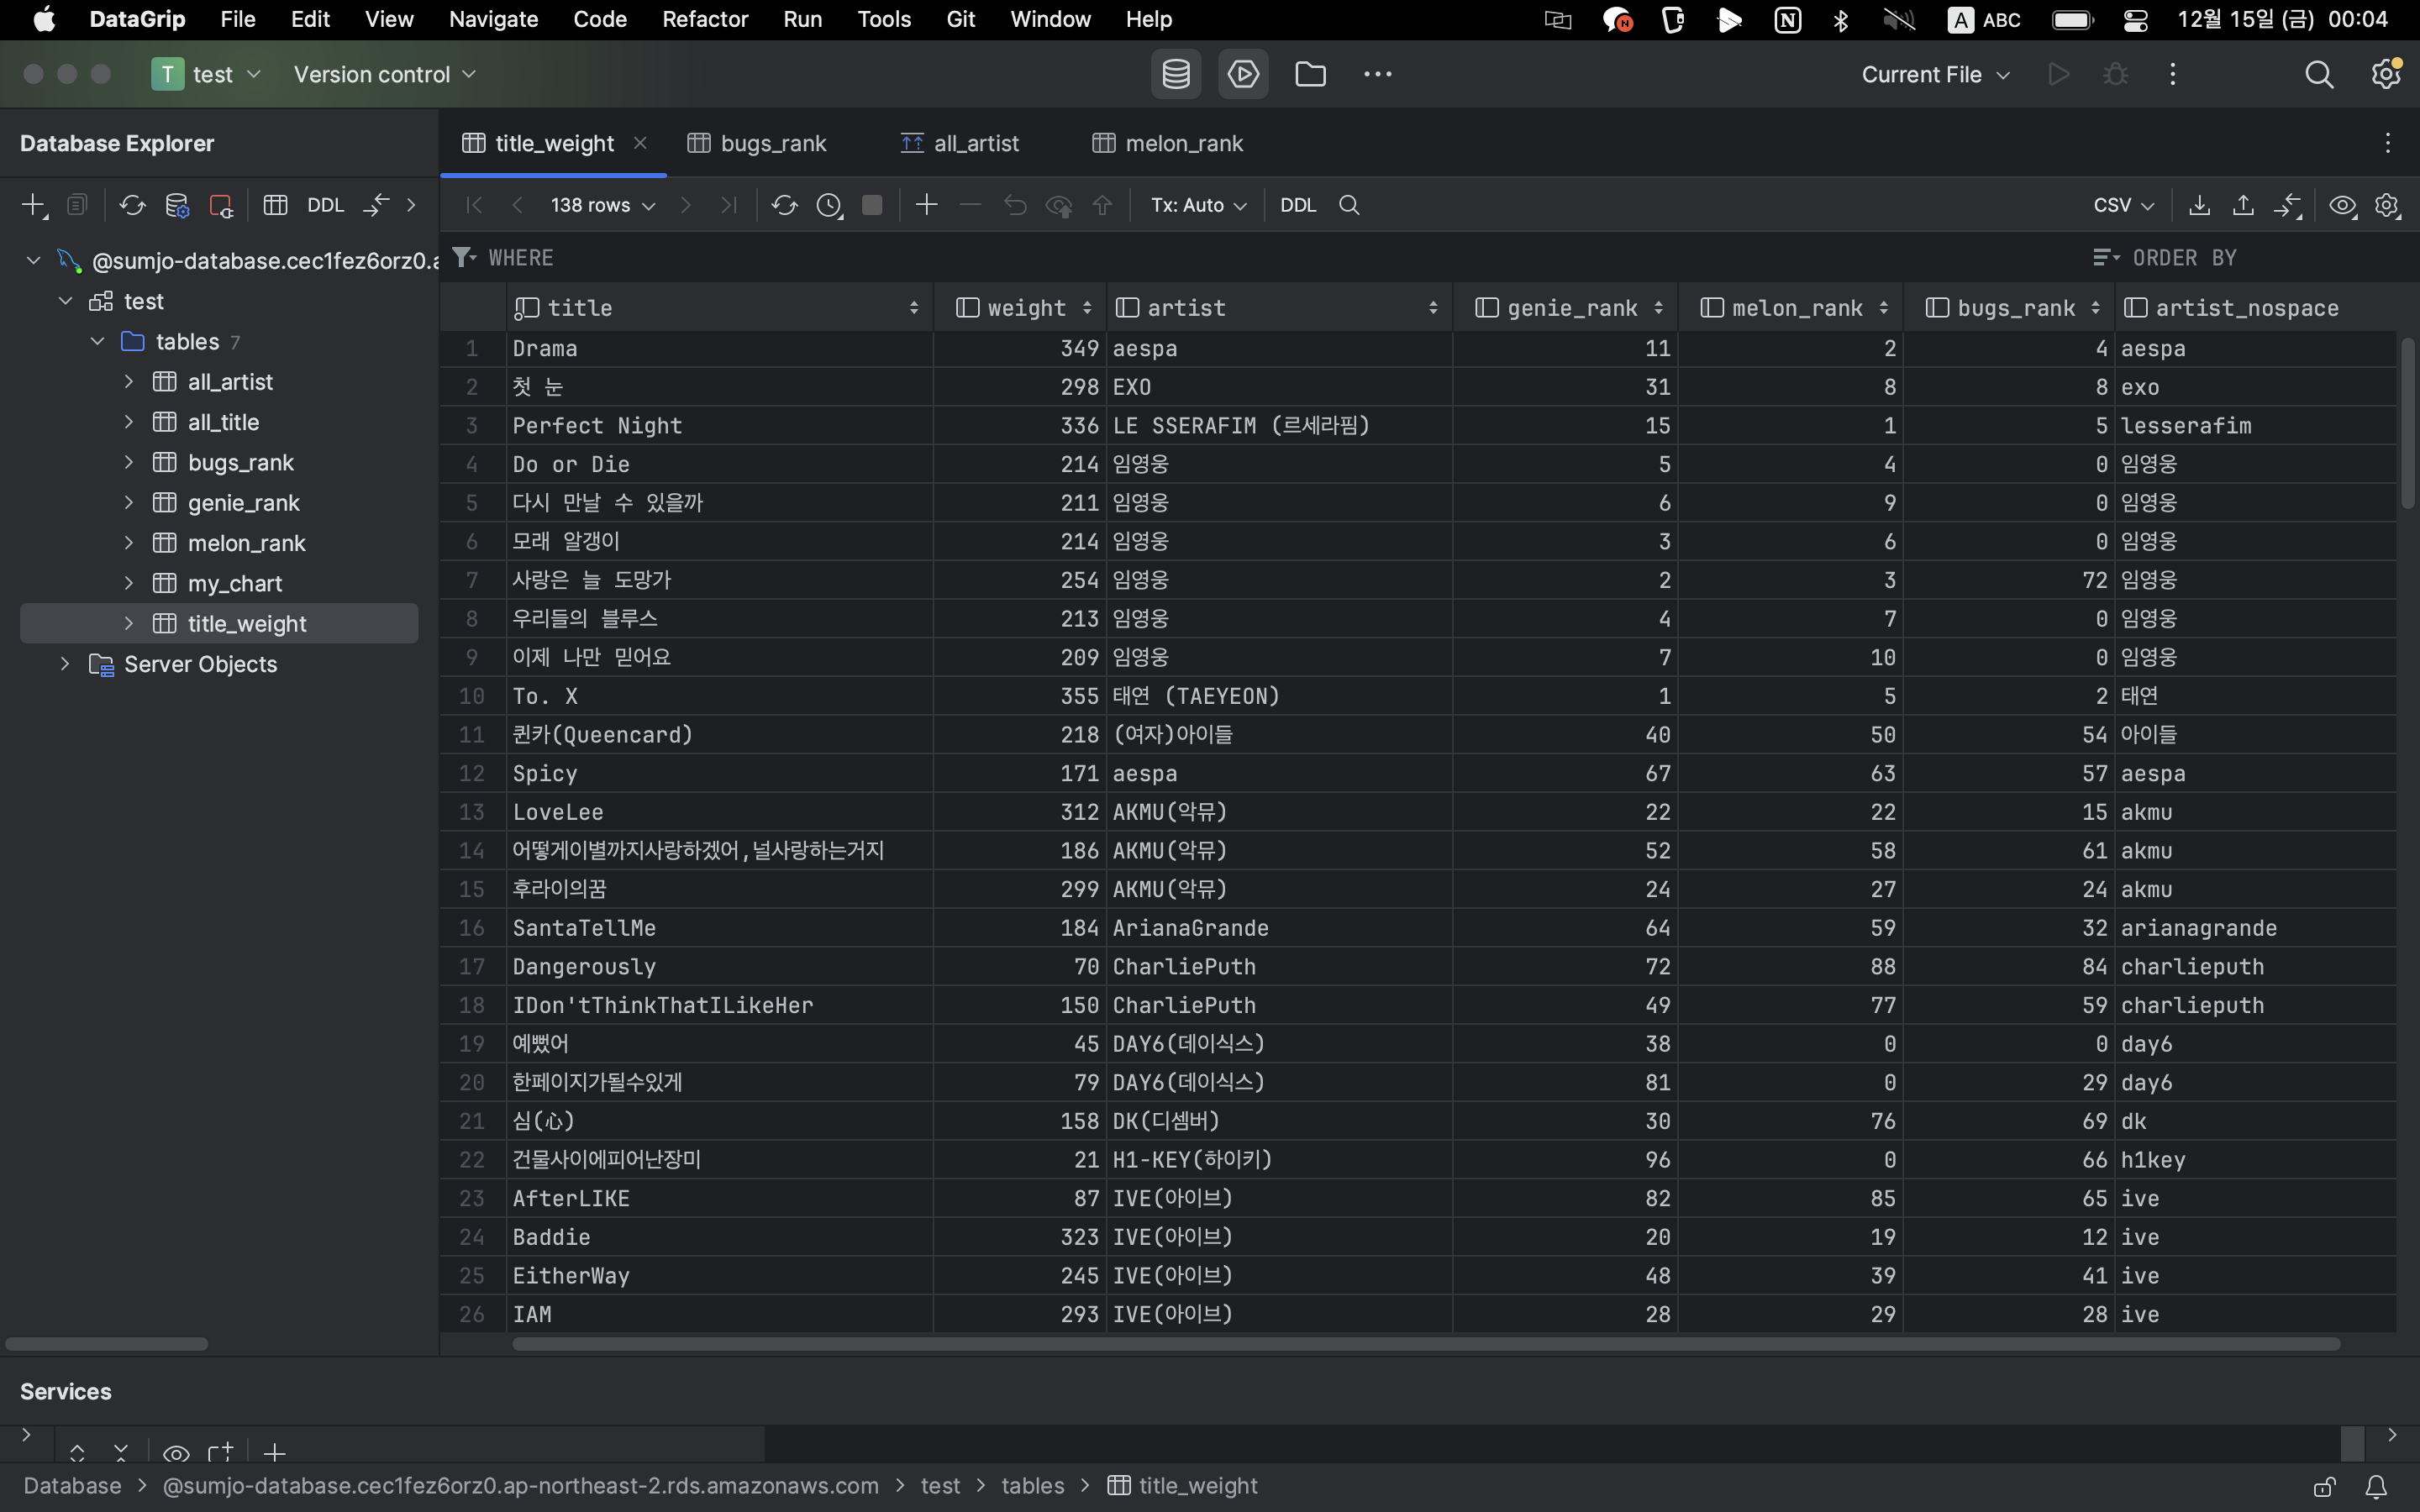 DataGrip File Edit View Navigate Code Refactor Run Tools Git Window Help N N A ABC 12월 15일 (금) 00:04
T test Version control Current File
Database Explorer
title_weight bugs_rank all_artist melon_rank
DDL 138 rows Tx: Auto DDL CSV
@sumjo-database.cec1fez6orz0.a
test
tables 7
all_artist
all_title
bugs_rank
genie_rank
melon_rank
my_chart
title_weight
Server Objects
WHERE ORDER BY
title weight artist genie_rank melon_rank bugs_rank artist_nospace
1 Drama 349 aespa 11 2 4 aespa
2 첫 눈 298 EXO 31 8 8 exo
3 Perfect Night 336 LE SSERAFIM (르세라핌) 15 1 5 lesserafim
4 Do or Die 214 임영웅 5 4 0 임영웅
5 다시 만날 수 있을까 211 임영웅 6 9 0 임영웅
6 모래 알갱이 214 임영웅 3 6 0 임영웅
7 사랑은 늘 도망가 254 임영웅 2 3 72 임영웅
8 우리들의 블루스 213 임영웅 4 7 0 임영웅
9 이제 나만 믿어요 209 임영웅 7 10 0 임영웅
10 To. X 355 태연 (TAEYEON) 1 5 2 태연
11 퀸카(Queencard) 218 (여자)아이들 40 50 54 아이들
12 Spicy 171 aespa 67 63 57 aespa
13 LoveLee 312 AKMU(악뮤) 22 22 15 akmu
14 어떻게이별까지사랑하겠어,널사랑하는거지 186 AKMU(악뮤) 52 58 61 akmu
15 후라이의꿈 299 AKMU(악뮤) 24 27 24 akmu
16 SantaTellMe 184 ArianaGrande 64 59 32 arianagrande
17 Dangerously 70 CharliePuth 72 88 84 charlieputh
18 IDon'tThinkThatILikeHer 150 CharliePuth 49 77 59 charlieputh
19 예뻤어 45 DAY6(데이식스) 38 0 0 day6
20 한페이지가될수있게 79 DAY6(데이식스) 81 0 29 day6
21 심(心) 158 DK(디셈버) 30 76 69 dk
22 건물사이에피어난장미 21 H1-KEY(하이키) 96 0 66 h1key
23 AfterLIKE 87 IVE(아이브) 82 85 65 ive
24 Baddie 323 IVE(아이브) 20 19 12 ive
25 EitherWay 245 IVE(아이브) 48 39 41 ive
26 IAM 293 IVE(아이브) 28 29 28 ive
Services
Database > @sumjo-database.cec1fez6orz0.ap-northeast-2.rds.amazonaws.com > test > tables > title_weight